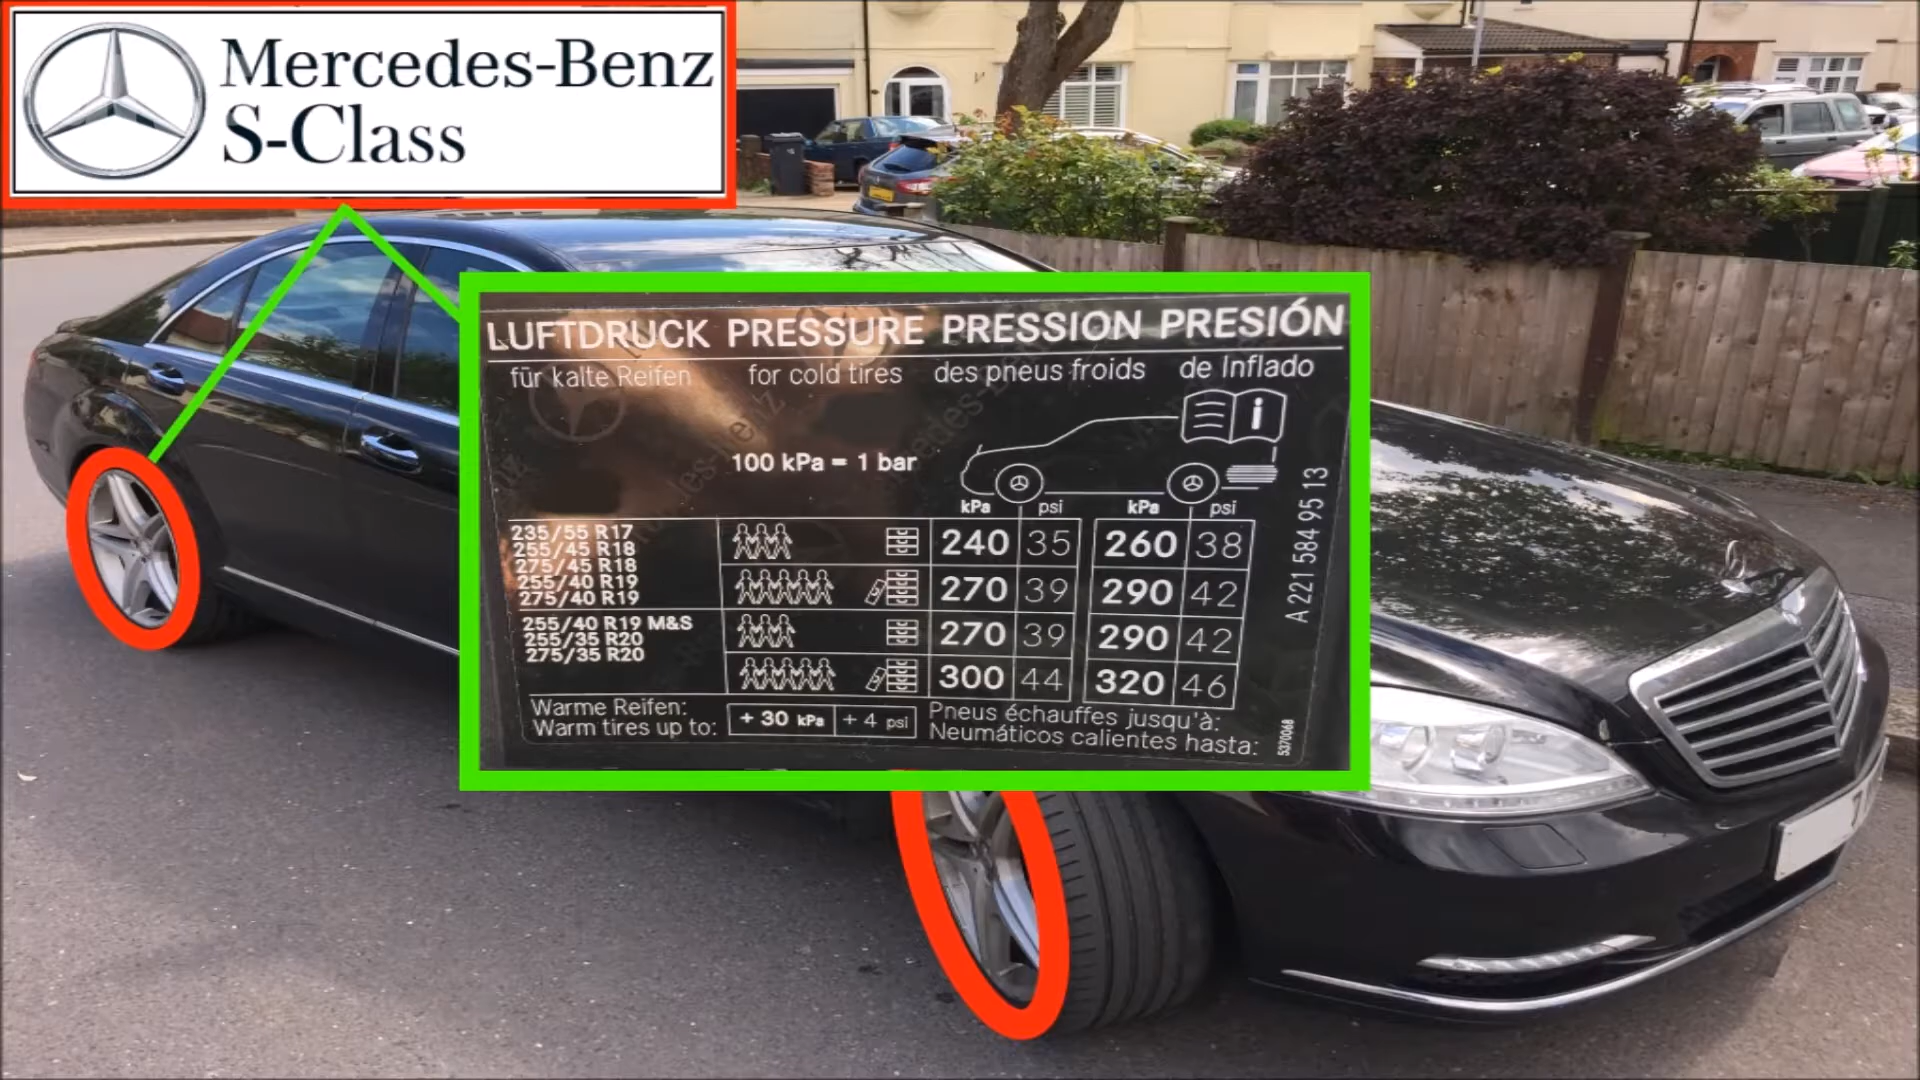 Mercedes-Benz
S-Class
LUFTDRUCK PRESSURE PRESSION PRESIÓN
für kalte Reifen for cold tires des pneus froids de Inflado
i
100 kPa = 1 bar
kPa psi kPa psi
235/55 R17
255/45 R18
275/45 R18
255/40 R19
275/40 R19
240 35 260 38
270 39 290 42
255/40 R19 M&S
255/35 R20
275/35 R20
270 39 290 42
300 44 320 46
Warme Reifen:
Warm tires up to:
+ 30 kPa + 4 psi
Pneus échauffes jusqu'à:
Neumáticos calientes hasta:
A 221 584 95 13
5370068